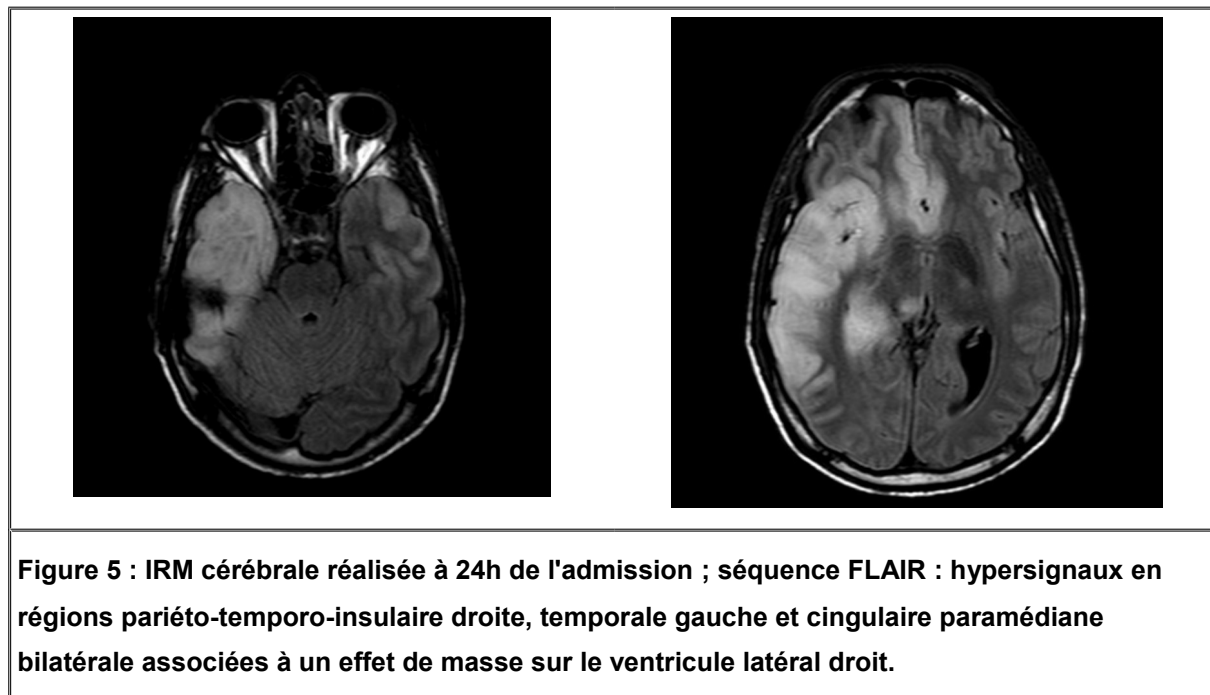 Figure 5 : IRM cérébrale réalisée à 24h de l'admission ; séquence FLAIR : hypersignaux en
régions pariéto-temporo-insulaire droite, temporale gauche et cingulaire paramédiane
bilatérale associées à un effet de masse sur le ventricule latéral droit.